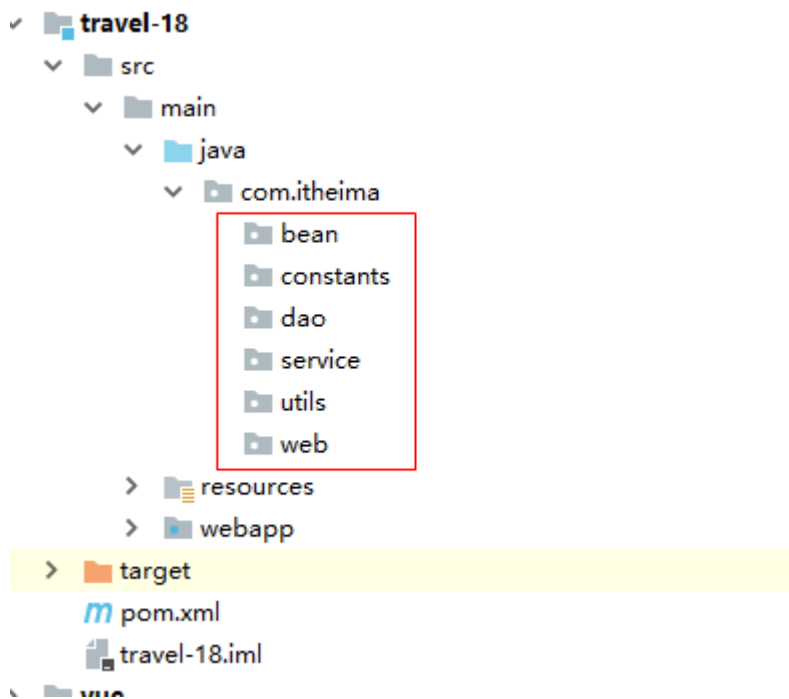 travel-18
src
main
java
com.itheima
bean
constants
dao
service
utils
web
resources
webapp
target
m pom.xml
travel-18.iml
vue